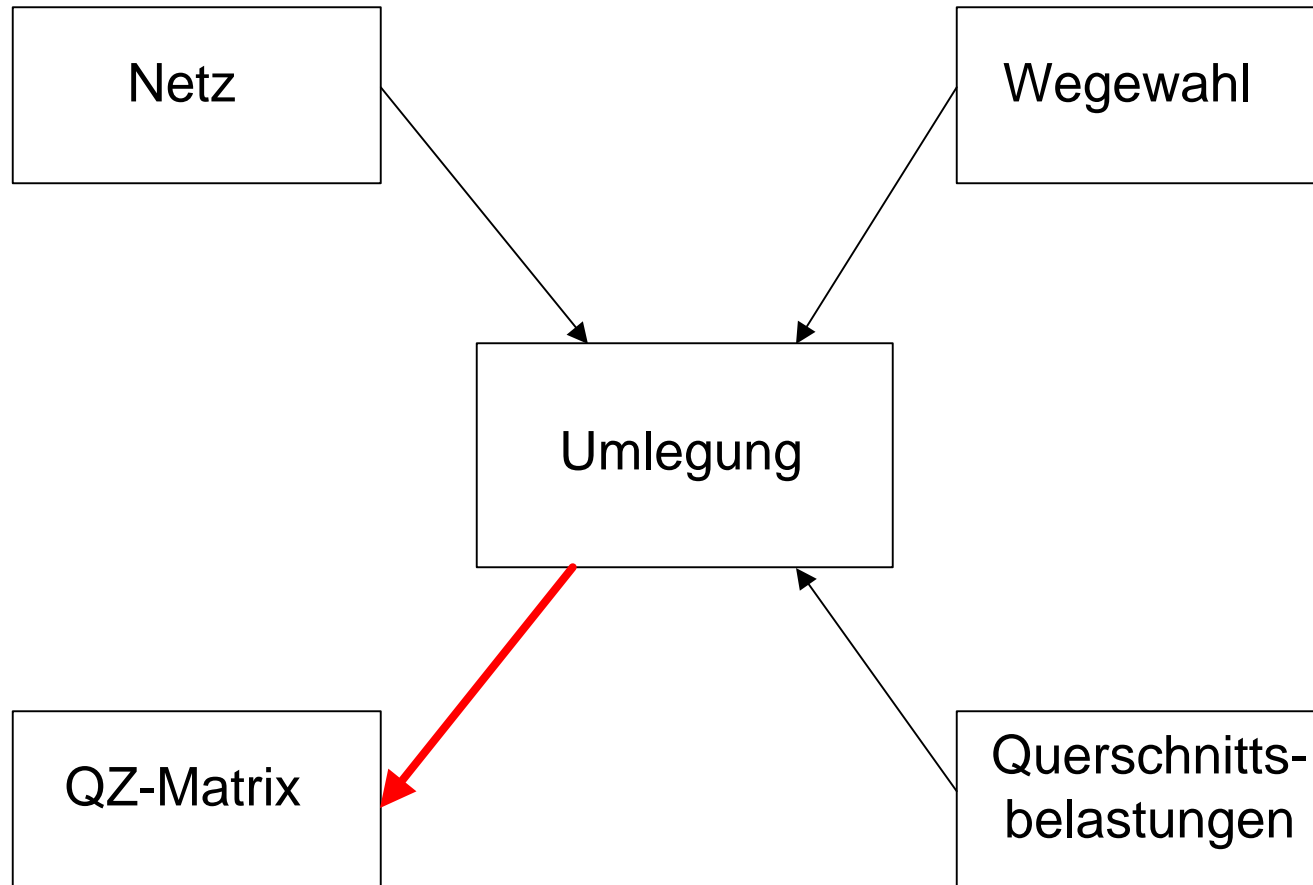 Netz
Wegewahl
Umlegung
QZ-Matrix
Querschnitts-
belastungen